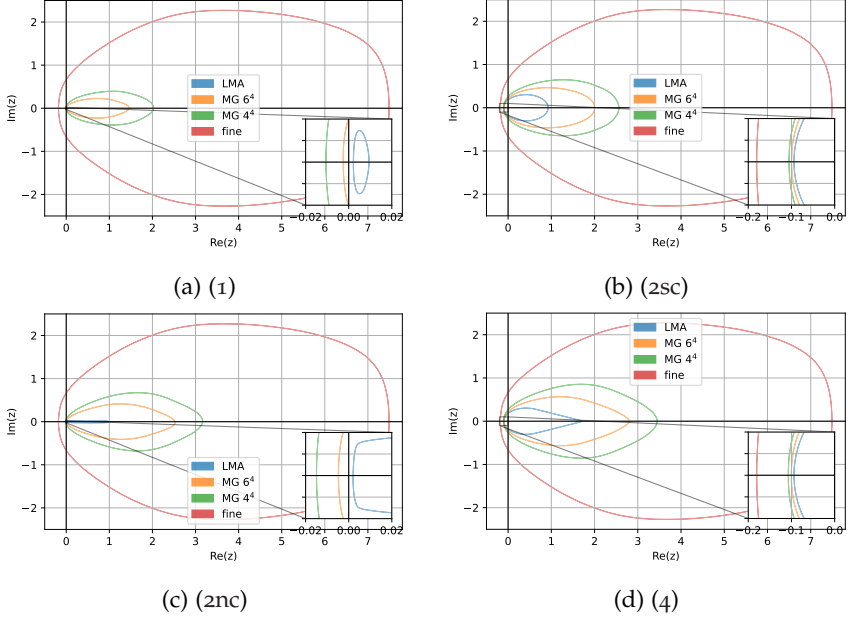 2
1
0
−1
−2
Im(z)
0 1 2 3 4 5 6 7
Re(z)
LMA
MG 6⁴
MG 4⁴
fine
−0.02 0.00 0.02
(a) (1)
2
1
0
−1
−2
Im(z)
0 1 2 3 4 5 6 7
Re(z)
LMA
MG 6⁴
MG 4⁴
fine
−0.2 −0.1 0.0
(b) (2sc)
2
1
0
−1
−2
Im(z)
0 1 2 3 4 5 6 7
Re(z)
LMA
MG 6⁴
MG 4⁴
fine
−0.02 0.00 0.02
(c) (2nc)
2
1
0
−1
−2
Im(z)
0 1 2 3 4 5 6 7
Re(z)
LMA
MG 6⁴
MG 4⁴
fine
−0.2 −0.1 0.0
(d) (4)